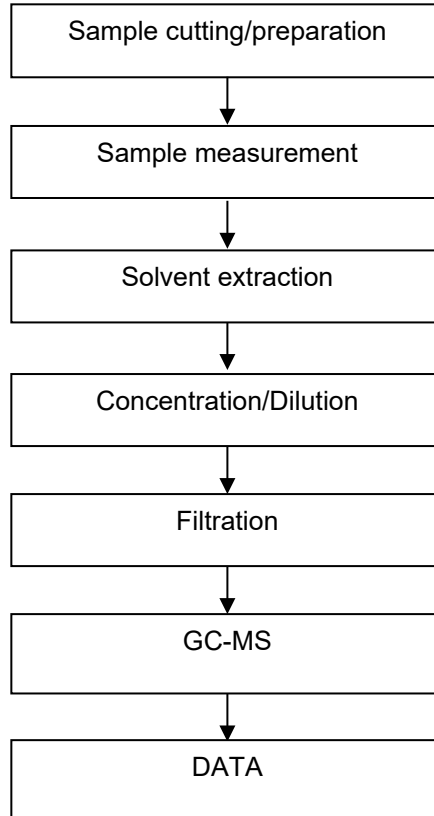 Sample cutting/preparation
Sample measurement
Solvent extraction
Concentration/Dilution
Filtration
GC-MS
DATA